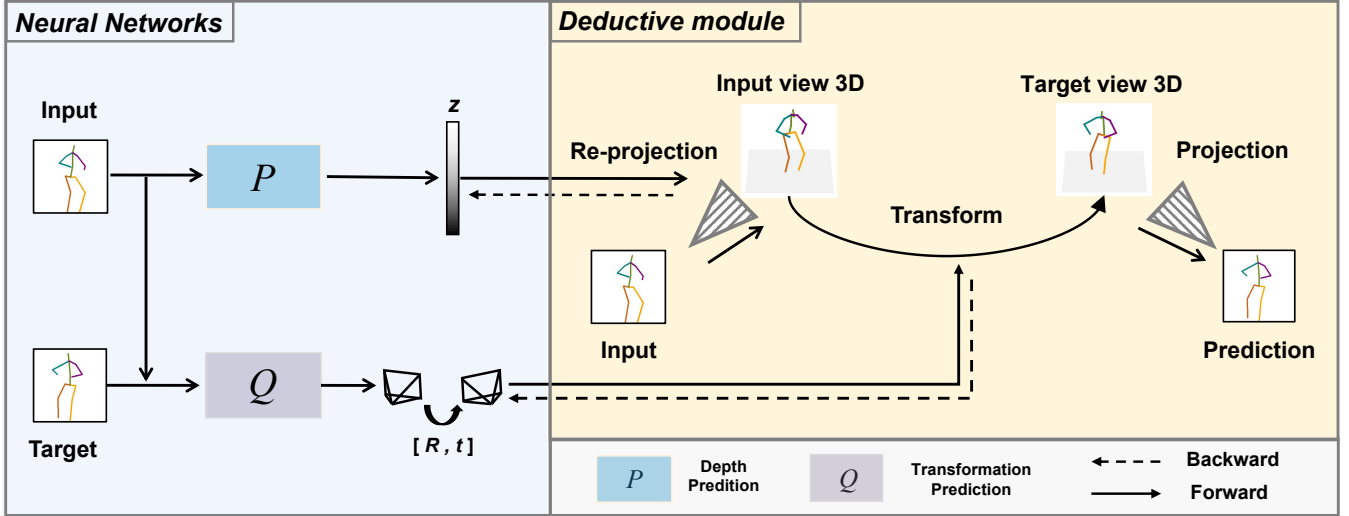 Neural Networks
Deductive module
Input
P
z
Target
Q
[ R , t ]
Re-projection
Input view 3D
Target view 3D
Projection
Transform
Input
Prediction
P
Depth
Predition
Q
Transformation
Prediction
Backward
Forward